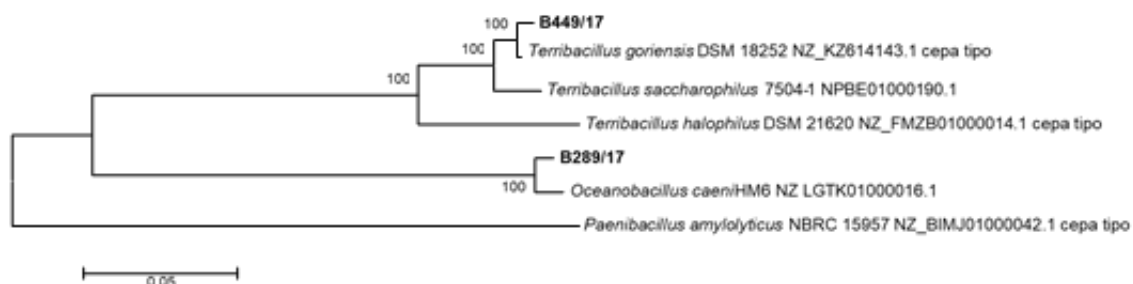 100 B449/17
100 Terribacillus goriensis DSM 18252 NZ_KZ614143.1 cepa tipo
100 Terribacillus saccharophilus 7504-1 NPBE01000190.1
Terribacillus halophilus DSM 21620 NZ_FMZB01000014.1 cepa tipo
B289/17
100 Oceanobacillus caeniHM6 NZ LGTK01000016.1
Paenibacillus amylolyticus NBRC 15957 NZ_BIMJ01000042.1 cepa tipo
0.05